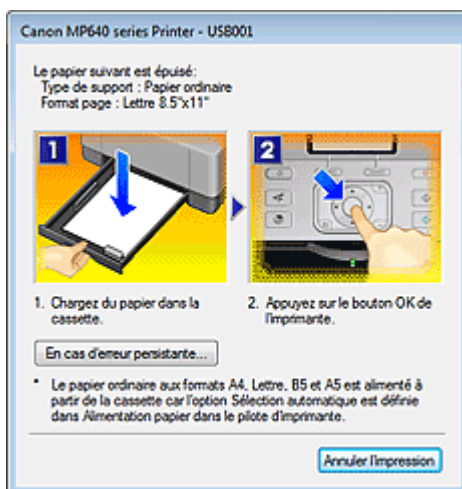 Canon MP640 series Printer - USB001
Le papier suivant est épuisé:
Type de support : Papier ordinaire
Format page : Lettre 8.5"x11"
1
2
1. Chargez du papier dans la
cassette.
2. Appuyez sur le bouton OK de
l'imprimante.
En cas d'erreur persistante...
* Le papier ordinaire aux formats A4, Lettre, B5 et A5 est alimenté à
partir de la cassette car l'option Sélection automatique est définie
dans Alimentation papier dans le pilote d'imprimante.
Annuler l'impression